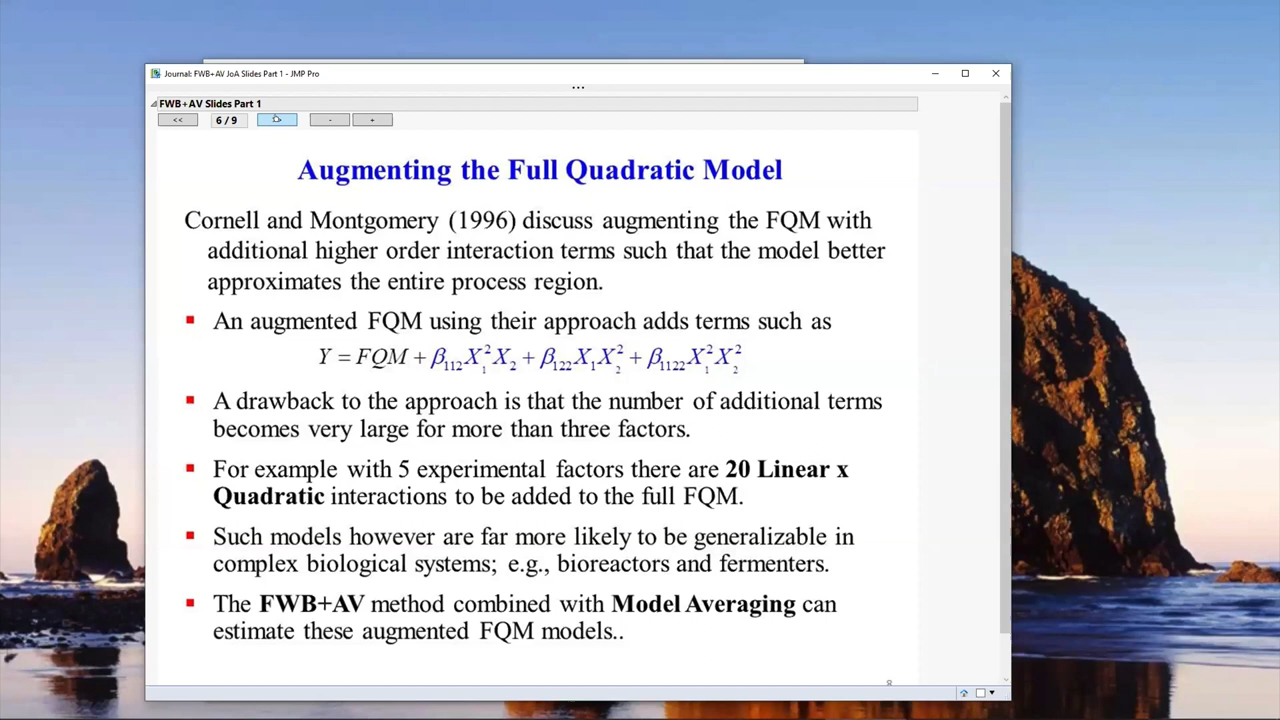 Journal: FWB+AV JoA Slides Part 1 - JMP Pro
FWB+AV Slides Part 1
<<
6 / 9
>>
-
+
Augmenting the Full Quadratic Model
Cornell and Montgomery (1996) discuss augmenting the FQM with
additional higher order interaction terms such that the model better
approximates the entire process region.
▪ An augmented FQM using their approach adds terms such as
Y = FQM + β₁₁₂X₁²X₂ + β₁₂₂X₁X₂² + β₁₁₂₂X₁²X₂²
▪ A drawback to the approach is that the number of additional terms
becomes very large for more than three factors.
▪ For example with 5 experimental factors there are 20 Linear x
Quadratic interactions to be added to the full FQM.
▪ Such models however are far more likely to be generalizable in
complex biological systems; e.g., bioreactors and fermenters.
▪ The FWB+AV method combined with Model Averaging can
estimate these augmented FQM models..